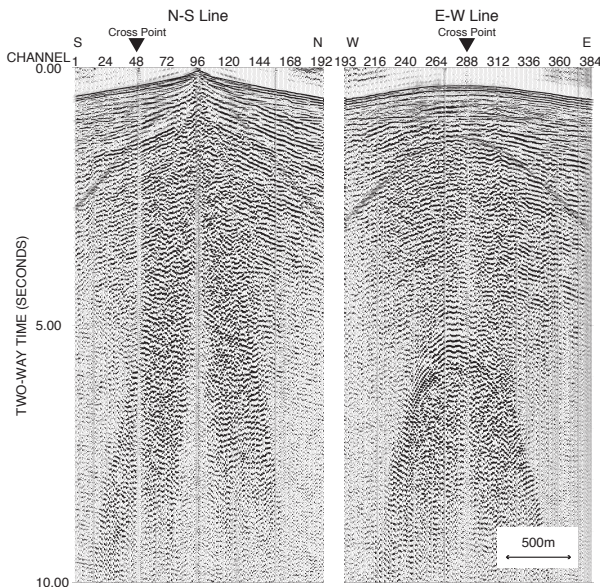 N-S Line
E-W Line
Cross Point
Cross Point
S
N
W
E
CHANNEL
1 24 48 72 96 120 144 168 192
193 216 240 264 288 312 336 360 384
0.00
5.00
10.00
TWO-WAY TIME (SECONDS)
500m